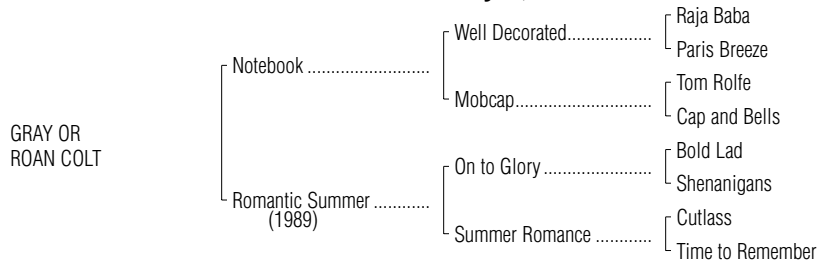 Raja Baba
Well Decorated..................
Paris Breeze
Notebook ..........................
Tom Rolfe
Mobcap.............................
Cap and Bells
GRAY OR
ROAN COLT
Bold Lad
On to Glory .......................
Shenanigans
Romantic Summer ............
(1989)
Cutlass
Summer Romance ............
Time to Remember